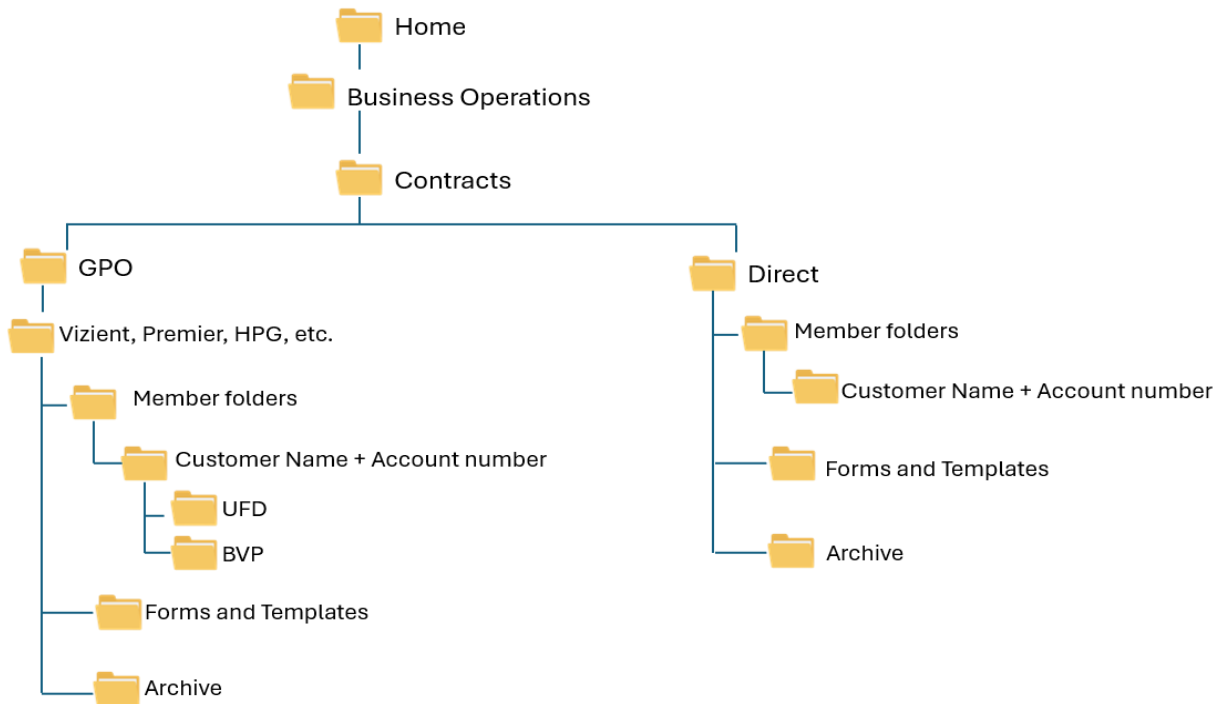 Home
Business Operations
Contracts
GPO
Vizient, Premier, HPG, etc.
Member folders
Customer Name + Account number
UFD
BVP
Forms and Templates
Archive
Direct
Member folders
Customer Name + Account number
Forms and Templates
Archive